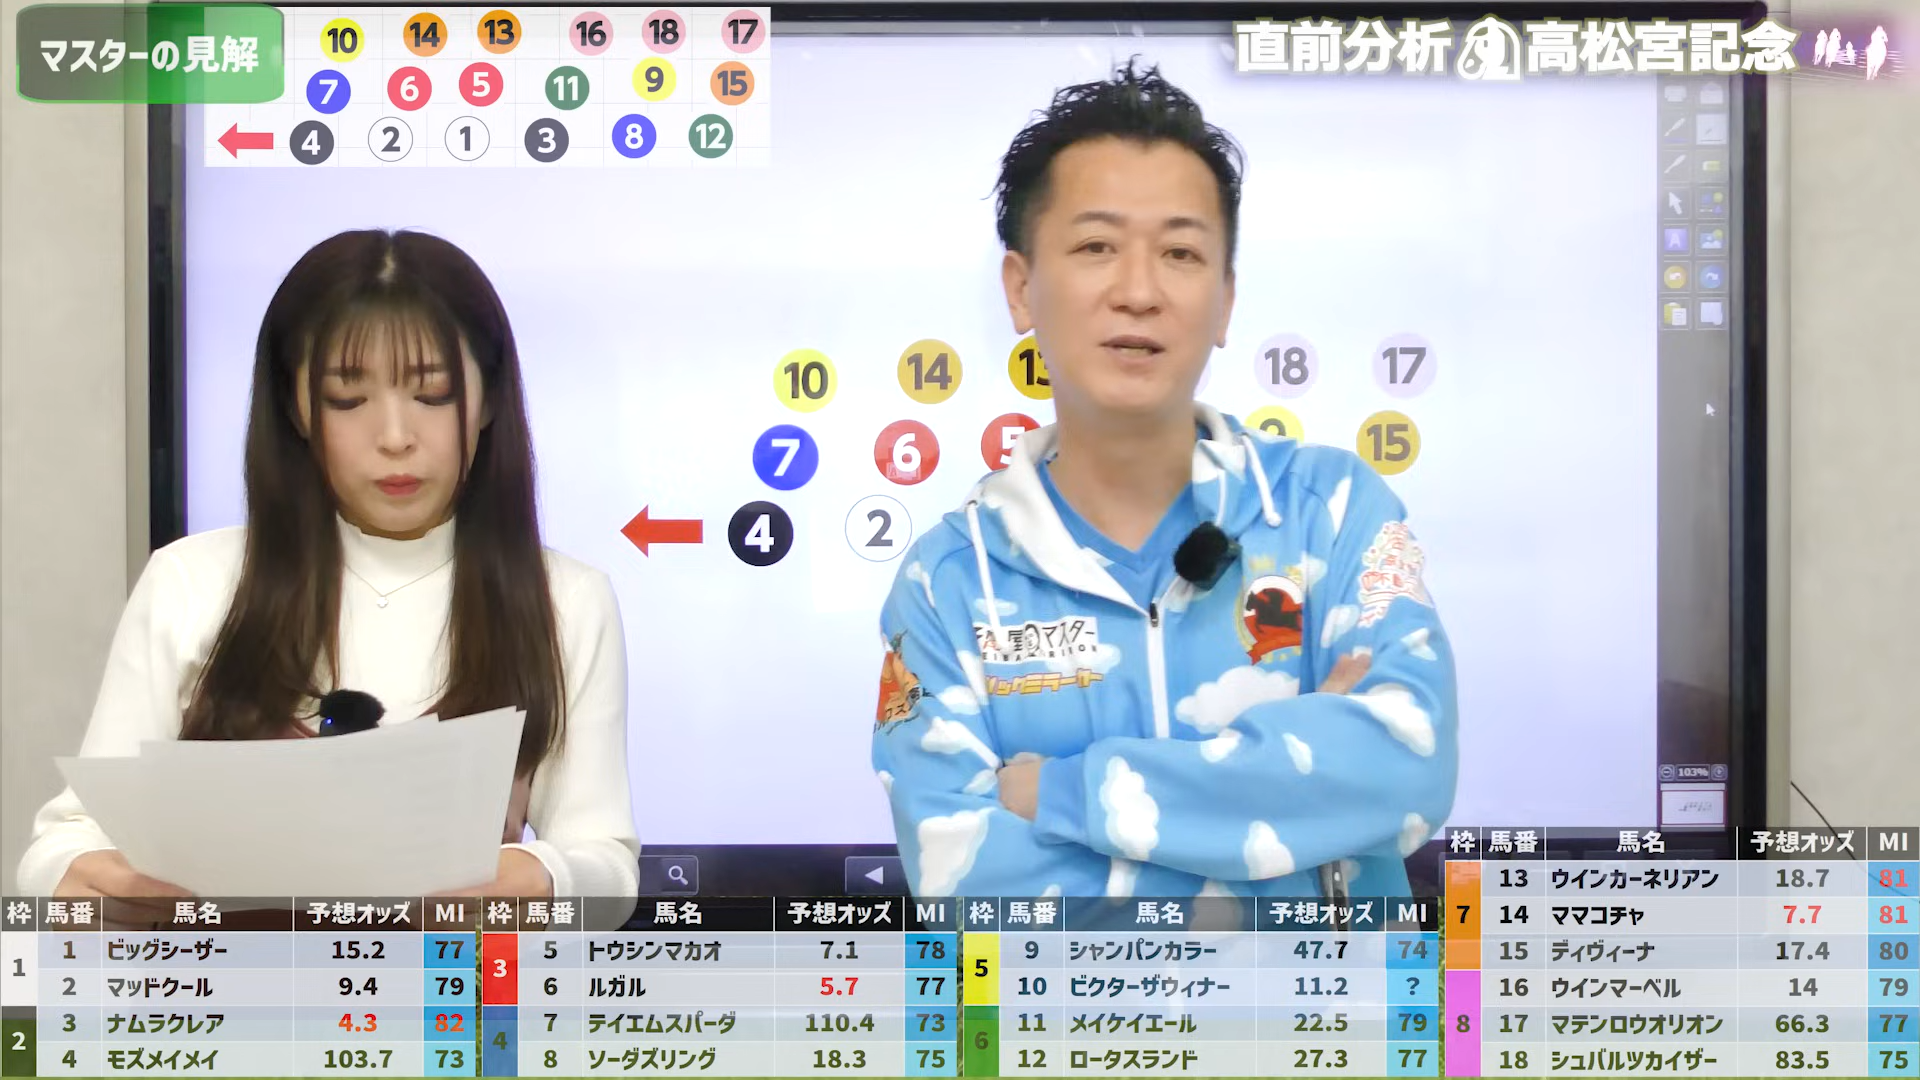 マスターの見解
10 14 13 16 18 17
7 6 5 11 9 15
4 2 1 3 8 12
直前分析 高松宮記念
10 14 13 18 17
7 6 5 9 15
4 2
マスター
103%
枠 馬番 馬名 予想オッズ MI
1 1 ビッグシーザー 15.2 77
2 マッドクール 9.4 79
2 3 ナムラクレア 4.3 82
4 モズメイメイ 103.7 73
枠 馬番 馬名 予想オッズ MI
3 5 トウシンマカオ 7.1 78
6 ルガル 5.7 77
4 7 テイエムスパーダ 110.4 73
8 ソーダズリング 18.3 75
枠 馬番 馬名 予想オッズ MI
5 9 シャンパンカラー 47.7 74
10 ビクターザウィナー 11.2 ?
6 11 メイケイエール 22.5 79
12 ロータスランド 27.3 77
枠 馬番 馬名 予想オッズ MI
7 13 ウインカーネリアン 18.7 81
14 ママコチャ 7.7 81
15 ディヴィーナ 17.4 80
8 16 ウインマーベル 14 79
17 マテンロウオリオン 66.3 77
18 シュバルツカイザー 83.5 75